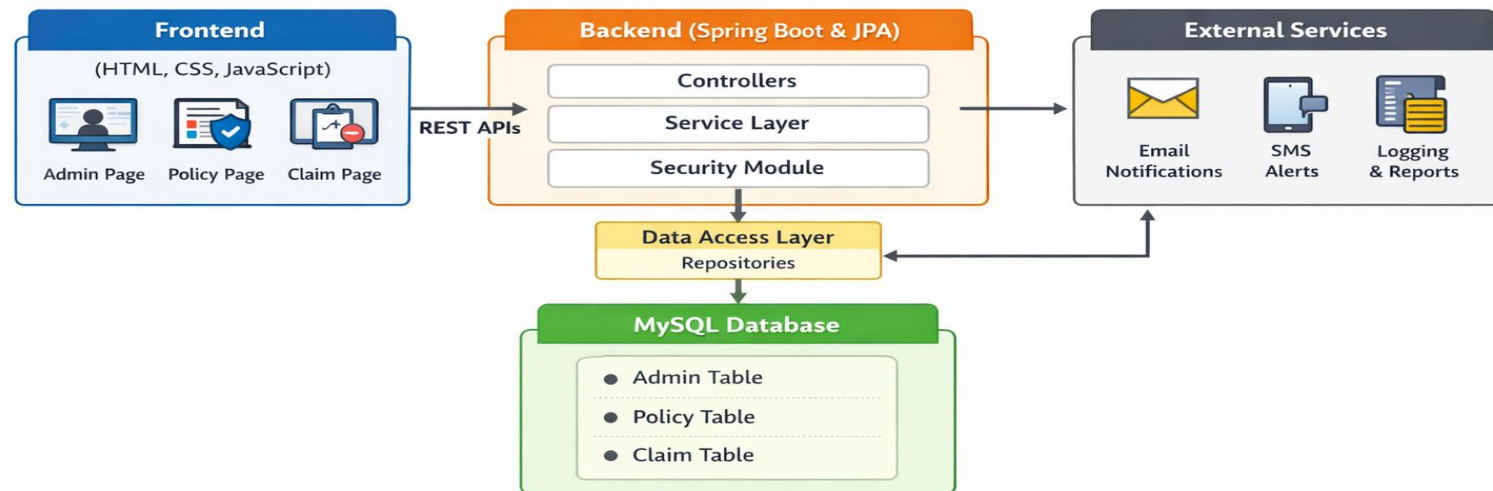 Frontend
(HTML, CSS, JavaScript)
Admin Page
Policy Page
Claim Page
REST APIs
Backend (Spring Boot & JPA)
Controllers
Service Layer
Security Module
External Services
Email
Notifications
SMS
Alerts
Logging
& Reports
Data Access Layer
Repositories
MySQL Database
Admin Table
Policy Table
Claim Table